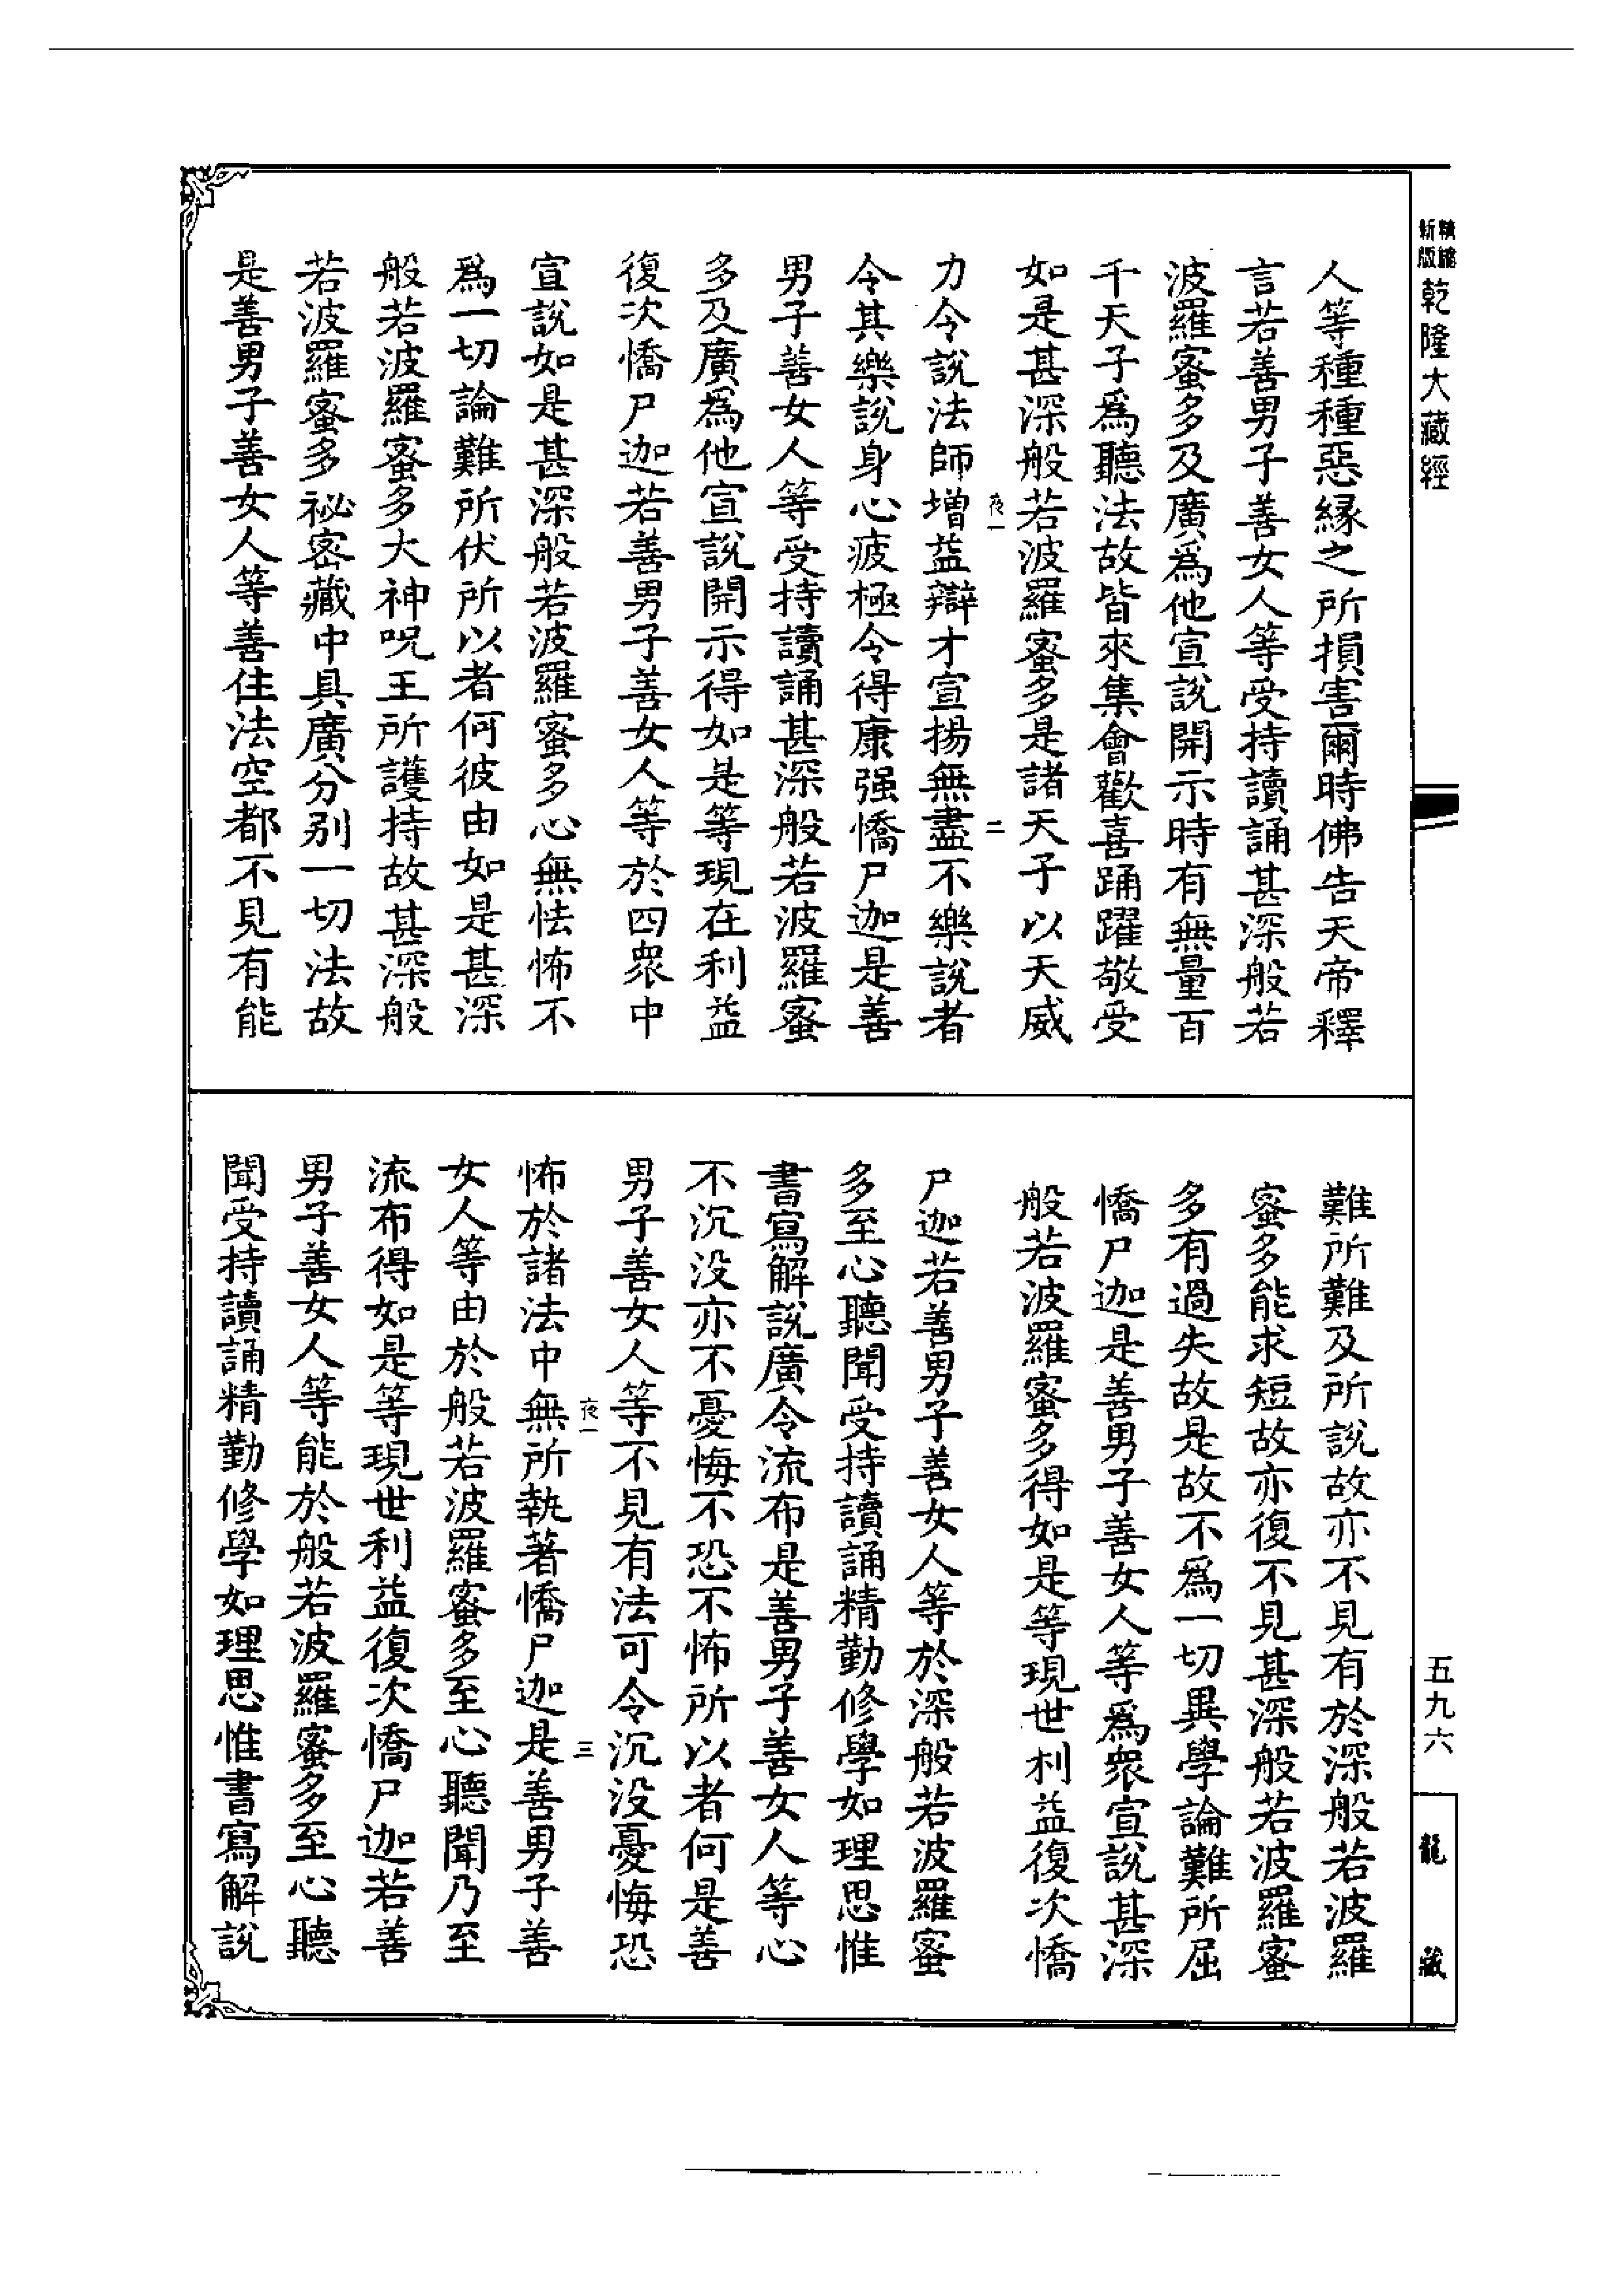 新版
精縮
乾隆大藏經
人等種種惡緣之所損害爾時佛告天帝釋
言若善男子善女人等受持讀誦甚深般若
波羅蜜多及廣爲他宣說開示時有無量百
千天子爲聽法故皆來集會歡喜踊躍敬受
如是甚深般若波羅蜜多是諸天子以天威
夜一
二
力令說法師增益辯才宣揚無盡不樂說者
令其樂說身心疲極令得康强憍尸迦是善
男子善女人等受持讀誦甚深般若波羅蜜
多及廣爲他宣說開示得如是等現在利益
復次憍尸迦若善男子善女人等於四衆中
宣說如是甚深般若波羅蜜多心無怯怖不
爲一切論難所伏所以者何彼由如是甚深
般若波羅蜜多大神呪王所護持故甚深般
若波羅蜜多祕密藏中具廣分别一切法故
是善男子善女人等善住法空都不見有能
難所難及所說故亦不見有於深般若波羅
蜜多能求短故亦復不見甚深般若波羅蜜
多有過失故是故不爲一切異學論難所屈
憍尸迦是善男子善女人等爲衆宣說甚深
般若波羅蜜多得如是等現世利益復次憍
尸迦若善男子善女人等於深般若波羅蜜
多至心聽聞受持讀誦精勤修學如理思惟
書寫解說廣令流布是善男子善女人等心
不沉没亦不憂悔不恐不怖所以者何是善
男子善女人等不見有法可令沉没憂悔恐
夜一
三
怖於諸法中無所執著憍尸迦是善男子善
女人等由於般若波羅蜜多至心聽聞乃至
流布得如是等現世利益復次憍尸迦若善
男子善女人等能於般若波羅蜜多至心聽
聞受持讀誦精勤修學如理思惟書寫解說
五九六
龍藏